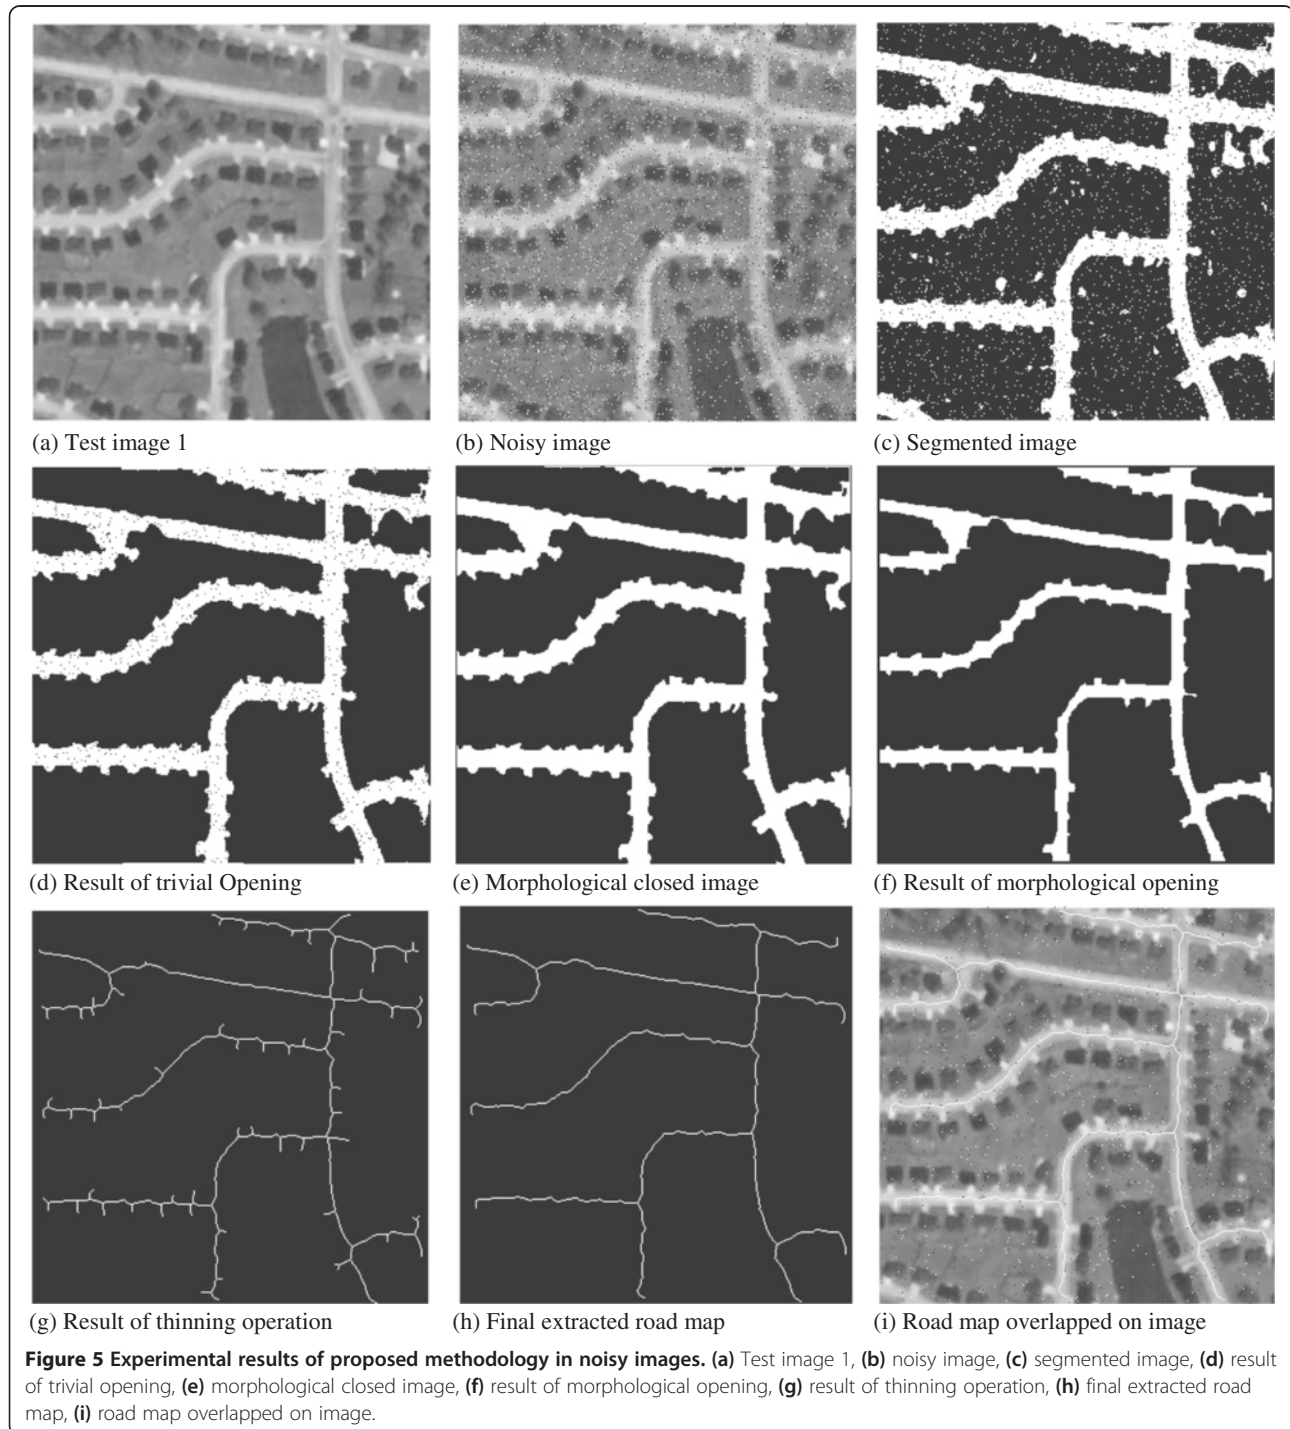 (a) Test image 1
(b) Noisy image
(c) Segmented image
(d) Result of trivial Opening
(e) Morphological closed image
(f) Result of morphological opening
(g) Result of thinning operation
(h) Final extracted road map
(i) Road map overlapped on image
Figure 5 Experimental results of proposed methodology in noisy images. (a) Test image 1, (b) noisy image, (c) segmented image, (d) result
of trivial opening, (e) morphological closed image, (f) result of morphological opening, (g) result of thinning operation, (h) final extracted road
map, (i) road map overlapped on image.